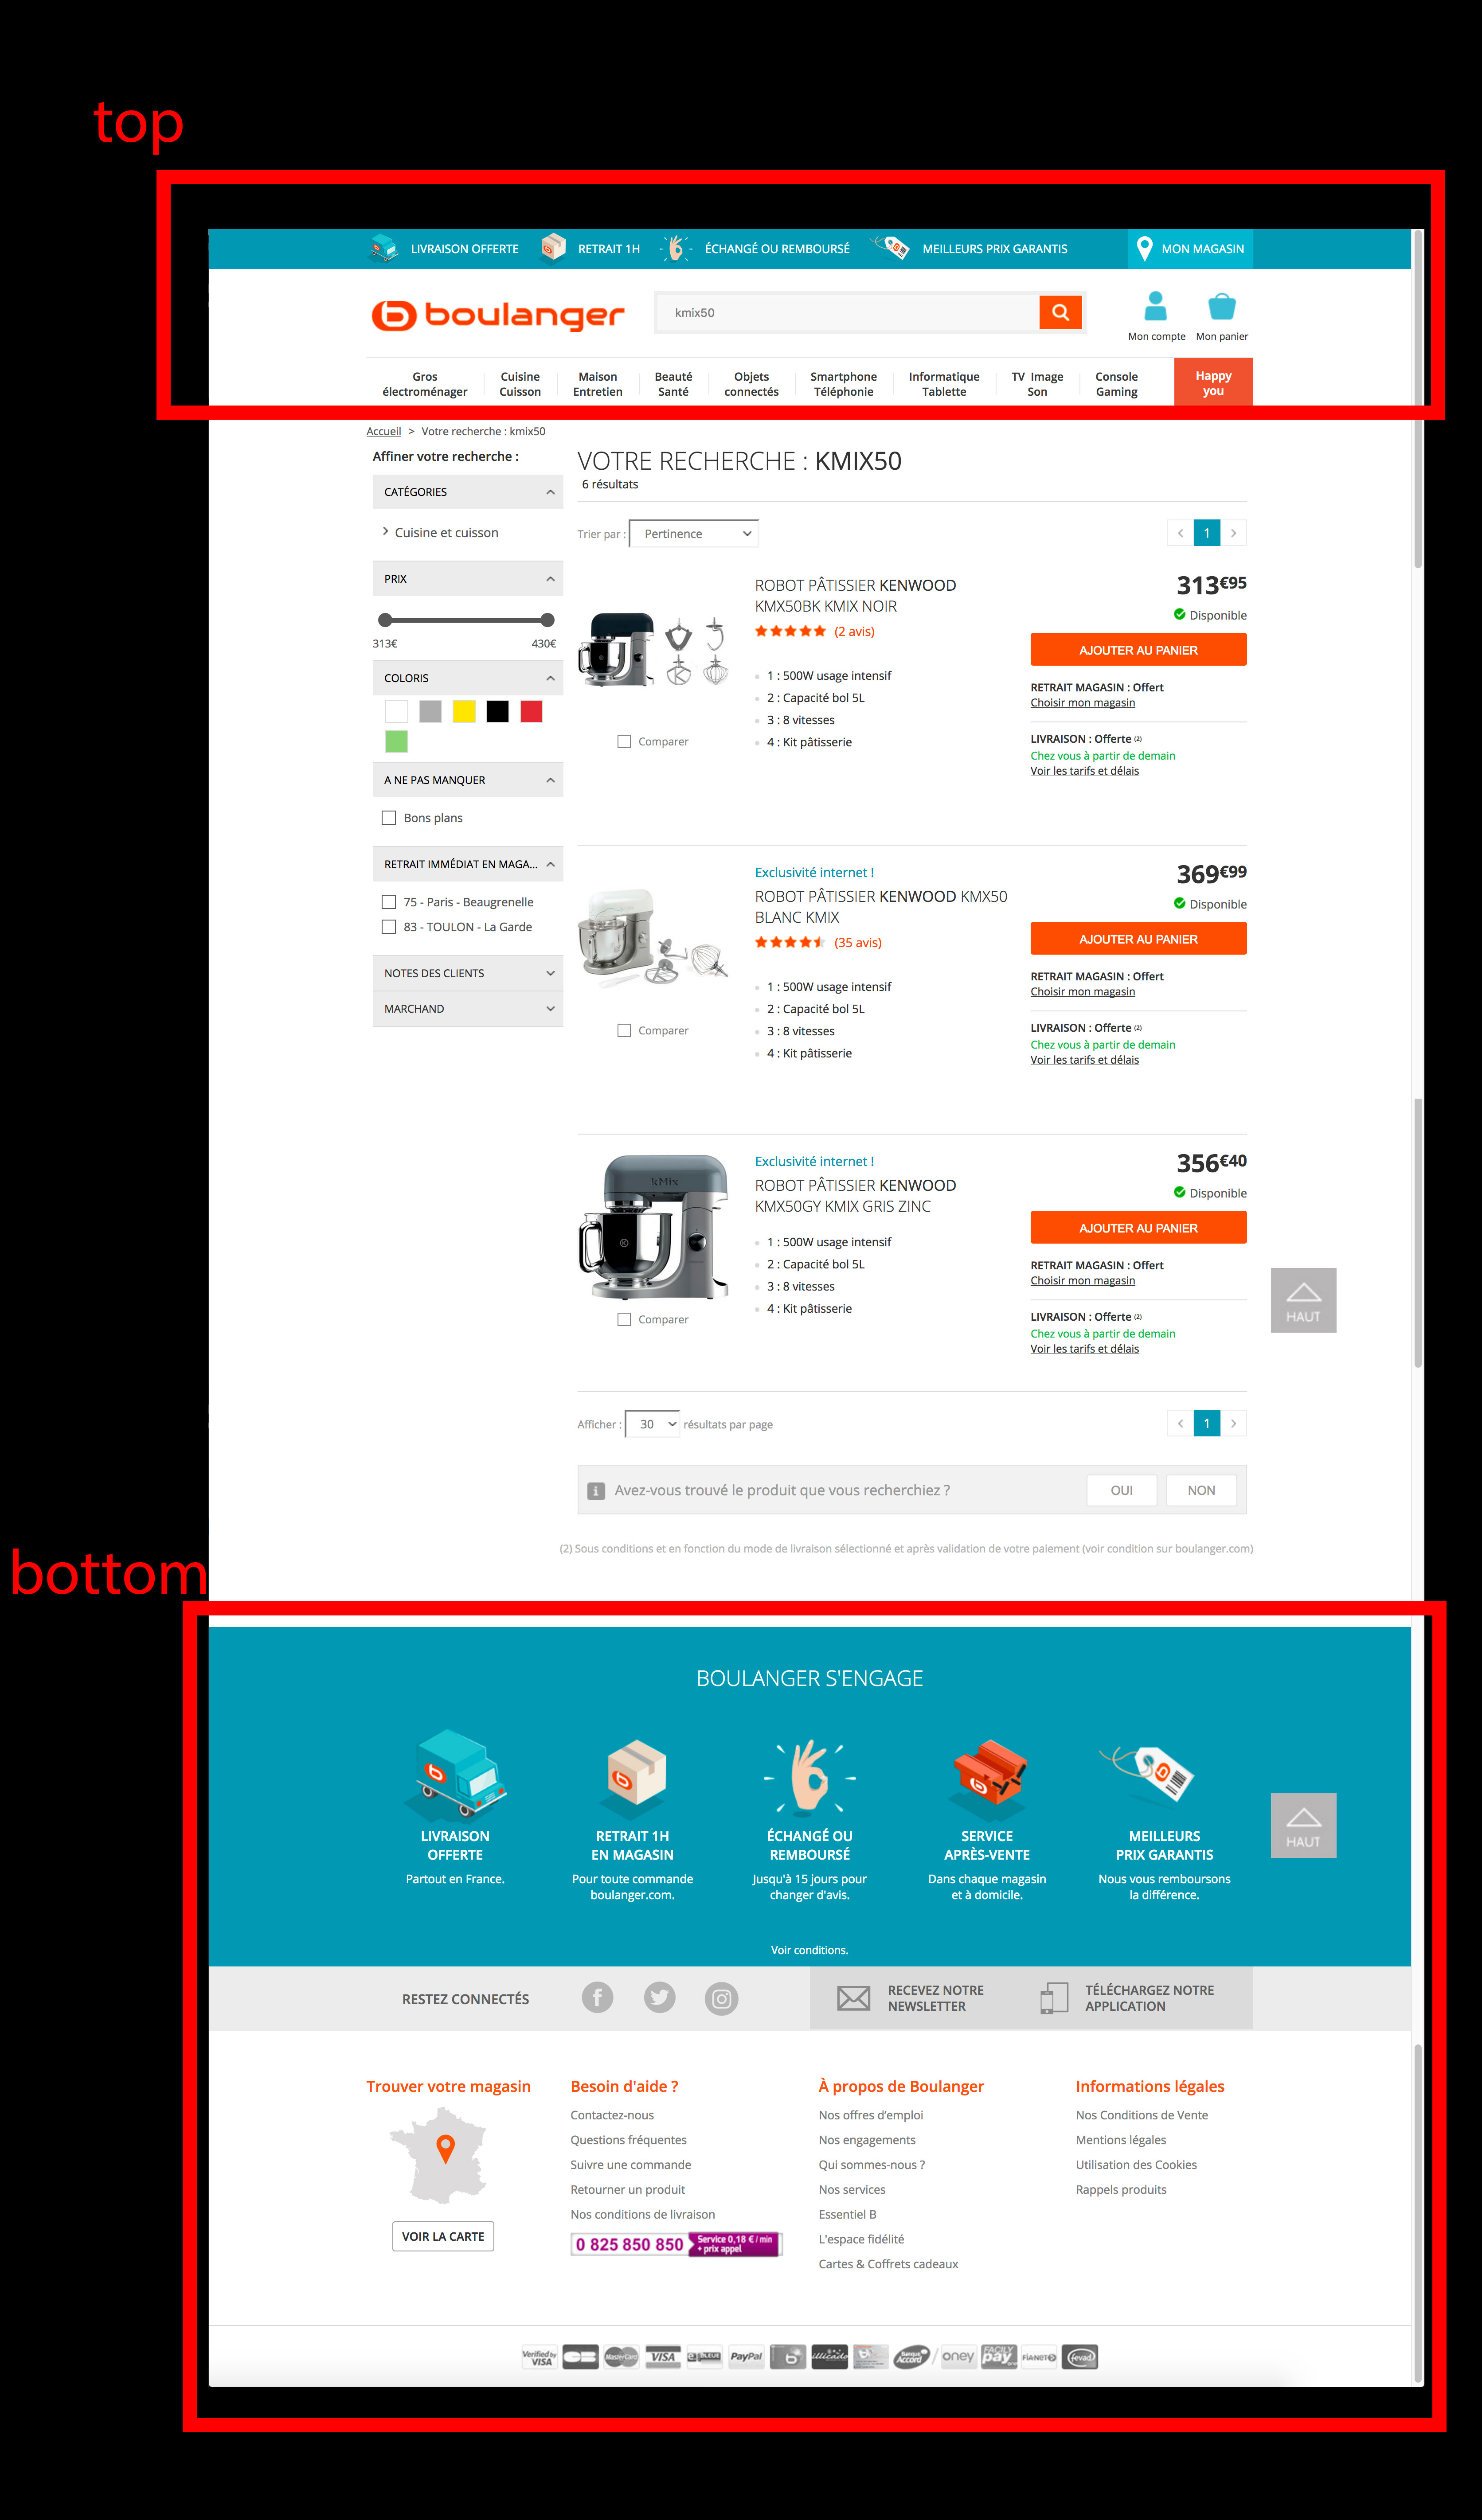 top
LIVRAISON OFFERTE RETRAIT 1H ÉCHANGÉ OU REMBOURSÉ MEILLEURS PRIX GARANTIS MON MAGASIN
boulanger
kmix50
Mon compte Mon panier
Gros électroménager
Cuisine Cuisson
Maison Entretien
Beauté Santé
Objets connectés
Smartphone Téléphonie
Informatique Tablette
TV Image Son
Console Gaming
Happy you
Accueil > Votre recherche : kmix50
Affiner votre recherche :
CATÉGORIES
> Cuisine et cuisson
PRIX
313€ 430€
COLORIS
A NE PAS MANQUER
Bons plans
RETRAIT IMMÉDIAT EN MAGA...
75 - Paris - Beaugrenelle
83 - TOULON - La Garde
NOTES DES CLIENTS
MARCHAND
VOTRE RECHERCHE : KMIX50
6 résultats
Trier par : Pertinence
< 1 >
ROBOT PÂTISSIER KENWOOD
KMX50BK KMIX NOIR
(2 avis)
1 : 500W usage intensif
2 : Capacité bol 5L
3 : 8 vitesses
4 : Kit pâtisserie
Comparer
313€95
Disponible
AJOUTER AU PANIER
RETRAIT MAGASIN : Offert
Choisir mon magasin
LIVRAISON : Offerte (2)
Chez vous à partir de demain
Voir les tarifs et délais
Exclusivité internet !
ROBOT PÂTISSIER KENWOOD KMX50
BLANC KMIX
(35 avis)
1 : 500W usage intensif
2 : Capacité bol 5L
3 : 8 vitesses
4 : Kit pâtisserie
Comparer
369€99
Disponible
AJOUTER AU PANIER
RETRAIT MAGASIN : Offert
Choisir mon magasin
LIVRAISON : Offerte (2)
Chez vous à partir de demain
Voir les tarifs et délais
kMix
Exclusivité internet !
ROBOT PÂTISSIER KENWOOD
KMX50GY KMIX GRIS ZINC
1 : 500W usage intensif
2 : Capacité bol 5L
3 : 8 vitesses
4 : Kit pâtisserie
Comparer
356€40
Disponible
AJOUTER AU PANIER
RETRAIT MAGASIN : Offert
Choisir mon magasin
LIVRAISON : Offerte (2)
Chez vous à partir de demain
Voir les tarifs et délais
HAUT
Afficher : 30 résultats par page
< 1 >
Avez-vous trouvé le produit que vous recherchiez ? OUI NON
(2) Sous conditions et en fonction du mode de livraison sélectionné et après validation de votre paiement (voir condition sur boulanger.com)
bottom
BOULANGER S'ENGAGE
LIVRAISON
OFFERTE
Partout en France.
RETRAIT 1H
EN MAGASIN
Pour toute commande
boulanger.com.
ÉCHANGÉ OU
REMBOURSÉ
Jusqu'à 15 jours pour
changer d'avis.
SERVICE
APRÈS-VENTE
Dans chaque magasin
et à domicile.
MEILLEURS
PRIX GARANTIS
Nous vous remboursons
la différence.
HAUT
Voir conditions.
RESTEZ CONNECTÉS
RECEVEZ NOTRE
NEWSLETTER
TÉLÉCHARGEZ NOTRE
APPLICATION
Trouver votre magasin
VOIR LA CARTE
Besoin d'aide ?
Contactez-nous
Questions fréquentes
Suivre une commande
Retourner un produit
Nos conditions de livraison
0 825 850 850 Service 0,18 € / min
+ prix appel
À propos de Boulanger
Nos offres d'emploi
Nos engagements
Qui sommes-nous ?
Nos services
Essentiel B
L'espace fidélité
Cartes & Coffrets cadeaux
Informations légales
Nos Conditions de Vente
Mentions légales
Utilisation des Cookies
Rappels produits
Verified by VISA CB MasterCard VISA e BLEUE PayPal illicado Banque Accord / oney FACILY pay FIA-NET fevad